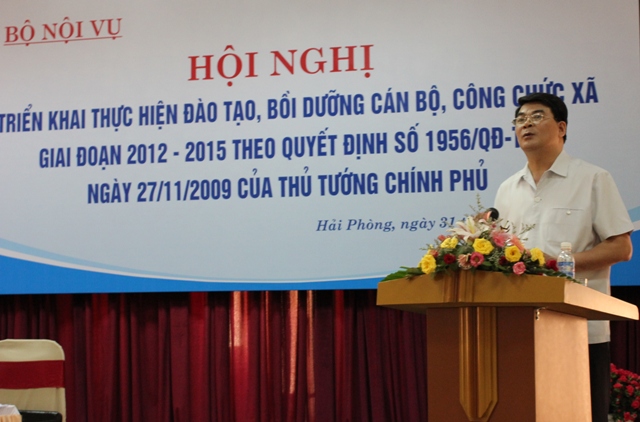 BỘ NỘI VỤ
HỘI NGHỊ
TRIỂN KHAI THỰC HIỆN ĐÀO TẠO, BỒI DƯỠNG CÁN BỘ, CÔNG CHỨC XÃ
GIAI ĐOẠN 2012 - 2015 THEO QUYẾT ĐỊNH SỐ 1956/QĐ-
NGÀY 27/11/2009 CỦA THỦ TƯỚNG CHÍNH PHỦ
Hải Phòng, ngày 31